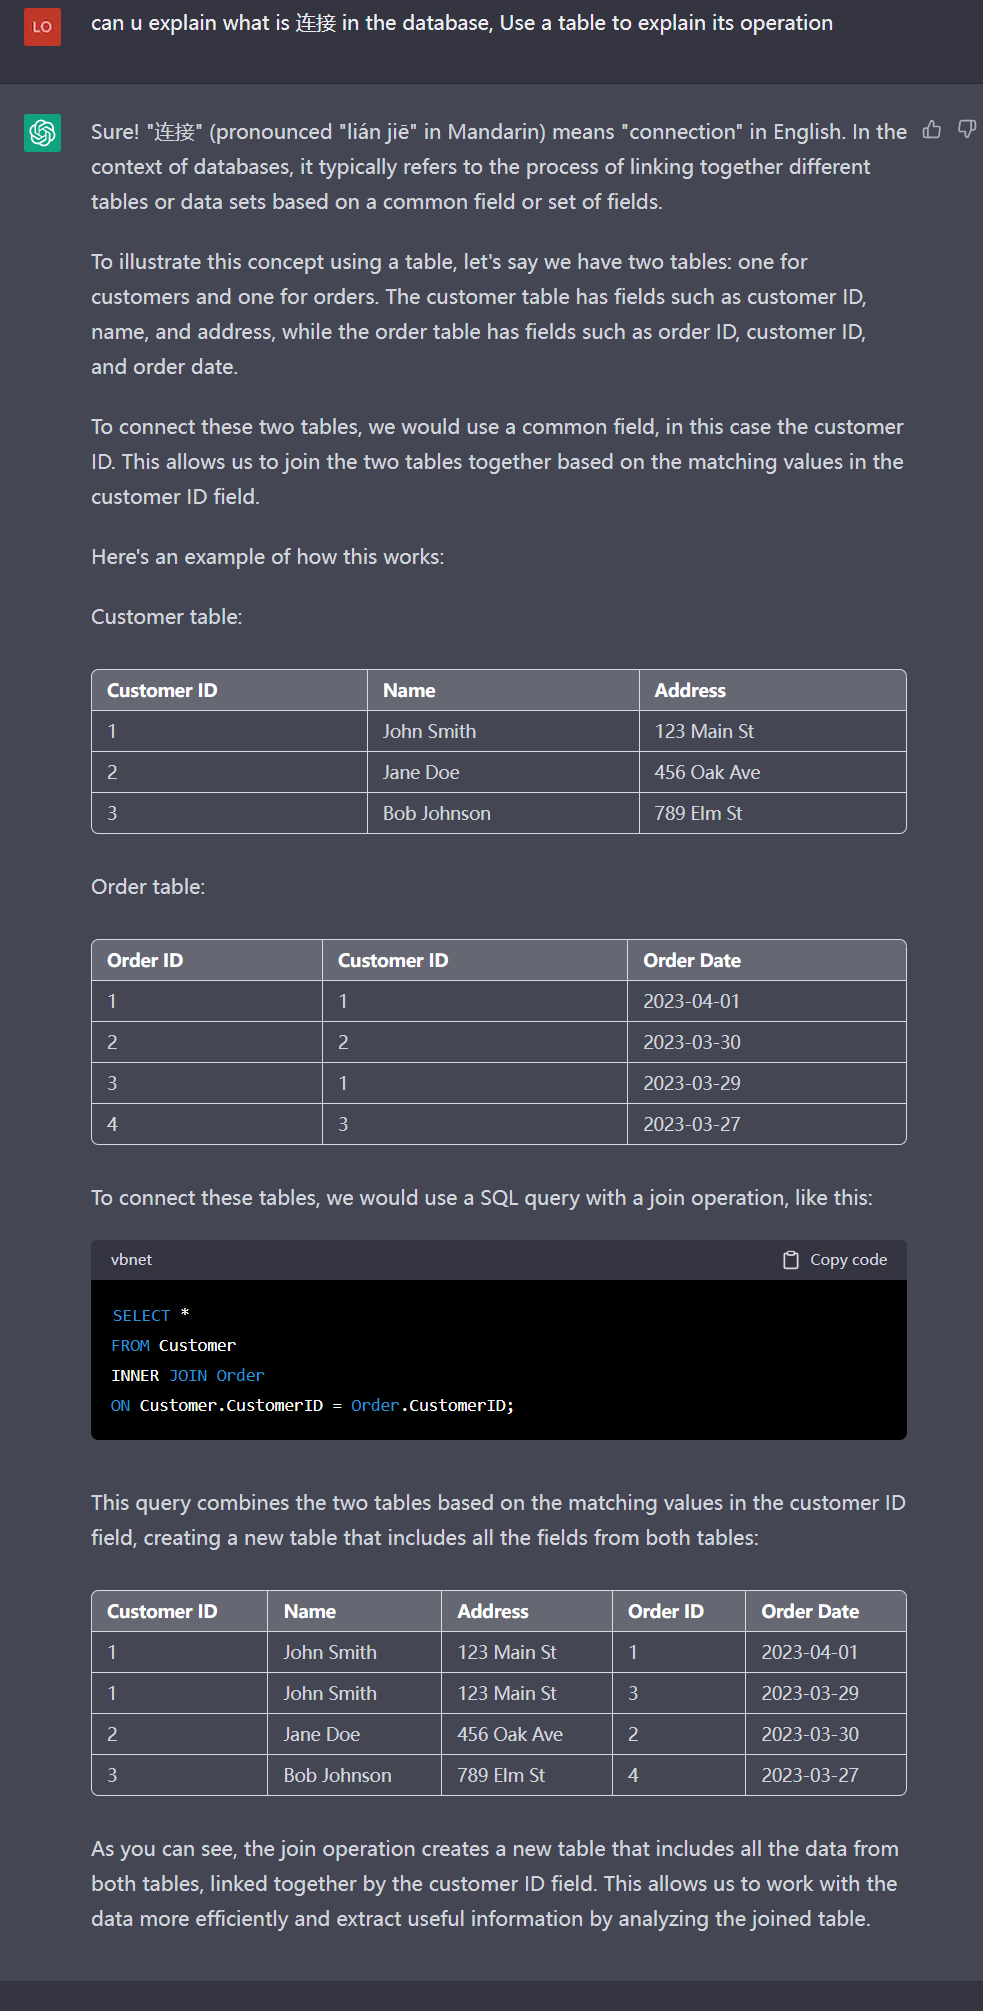 LO
can u explain what is 连接 in the database, Use a table to explain its operation
Sure! "连接" (pronounced "lián jiē" in Mandarin) means "connection" in English. In the
context of databases, it typically refers to the process of linking together different
tables or data sets based on a common field or set of fields.
To illustrate this concept using a table, let's say we have two tables: one for
customers and one for orders. The customer table has fields such as customer ID,
name, and address, while the order table has fields such as order ID, customer ID,
and order date.
To connect these two tables, we would use a common field, in this case the customer
ID. This allows us to join the two tables together based on the matching values in the
customer ID field.
Here's an example of how this works:
Customer table:
Customer ID Name Address
1 John Smith 123 Main St
2 Jane Doe 456 Oak Ave
3 Bob Johnson 789 Elm St
Order table:
Order ID Customer ID Order Date
1 1 2023-04-01
2 2 2023-03-30
3 1 2023-03-29
4 3 2023-03-27
To connect these tables, we would use a SQL query with a join operation, like this:
vbnet Copy code
SELECT *
FROM Customer
INNER JOIN Order
ON Customer.CustomerID = Order.CustomerID;
This query combines the two tables based on the matching values in the customer ID
field, creating a new table that includes all the fields from both tables:
Customer ID Name Address Order ID Order Date
1 John Smith 123 Main St 1 2023-04-01
1 John Smith 123 Main St 3 2023-03-29
2 Jane Doe 456 Oak Ave 2 2023-03-30
3 Bob Johnson 789 Elm St 4 2023-03-27
As you can see, the join operation creates a new table that includes all the data from
both tables, linked together by the customer ID field. This allows us to work with the
data more efficiently and extract useful information by analyzing the joined table.